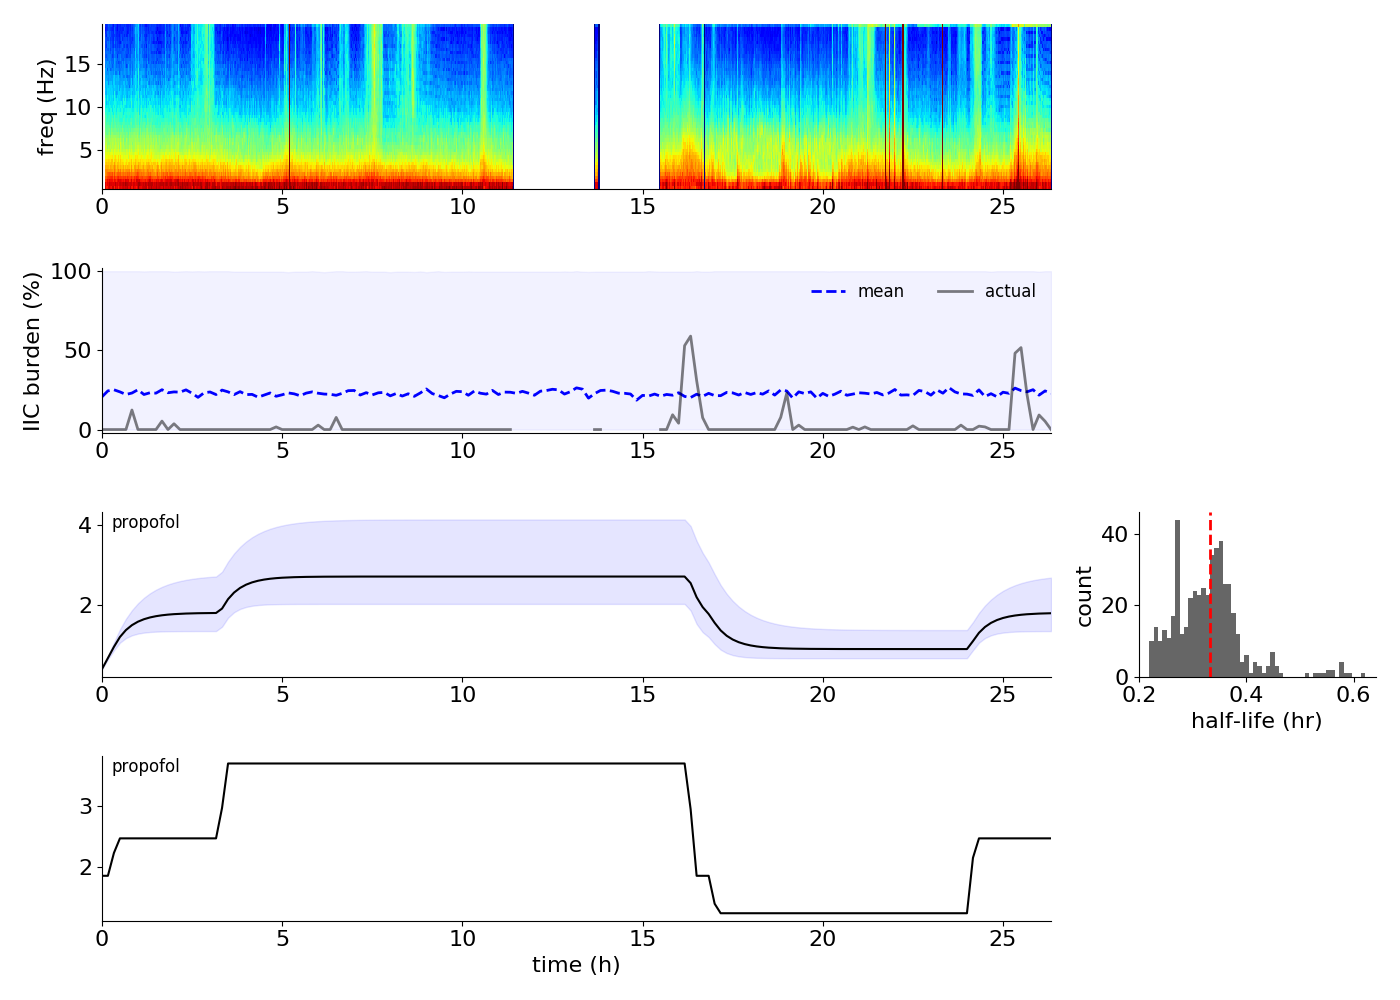 freq (Hz)
15
10
5
0 5 10 15 20 25
IIC burden (%)
100
50
0
mean actual
0 5 10 15 20 25
propofol
4
2
0 5 10 15 20 25
count
40
20
0
0.2 0.4 0.6
half-life (hr)
propofol
3
2
0 5 10 15 20 25
time (h)